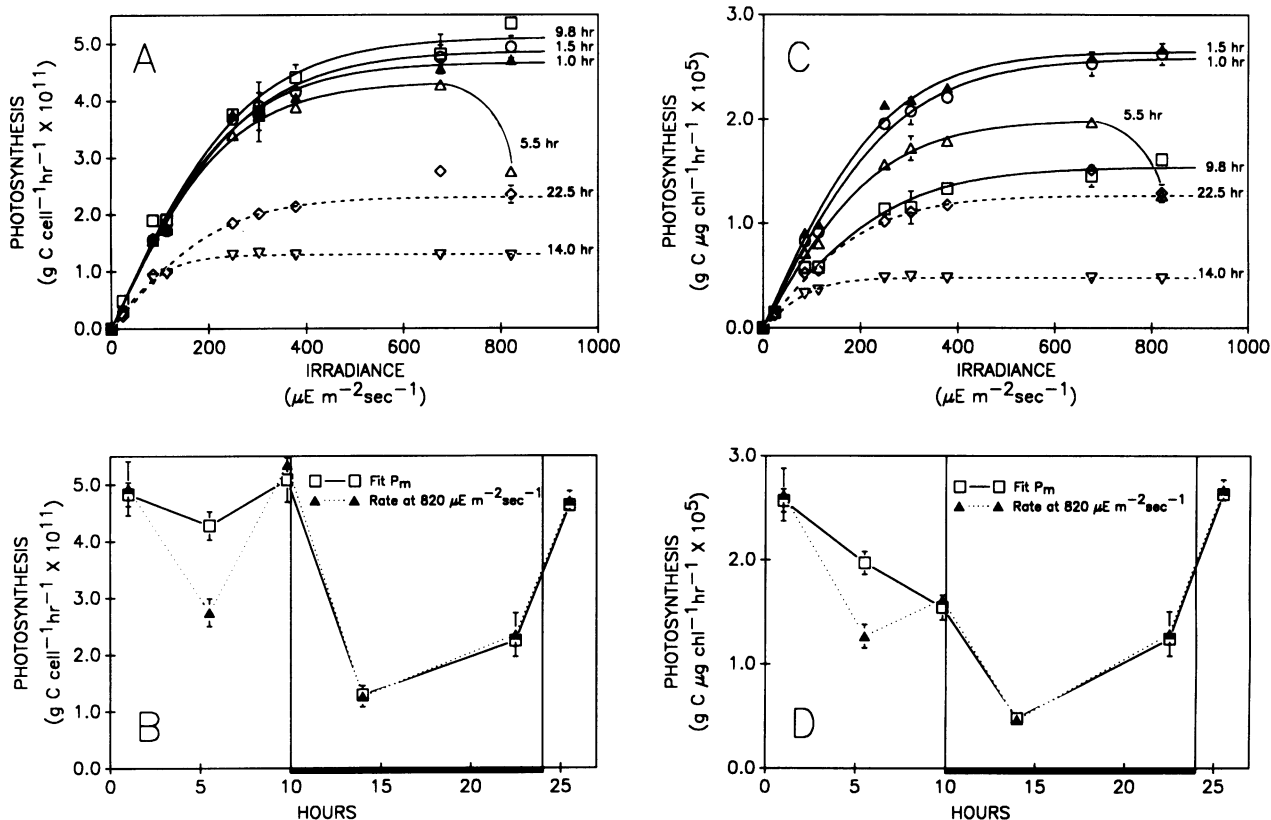 A
5.0
4.0
3.0
2.0
1.0
0.0
PHOTOSYNTHESIS
(g C cell⁻¹hr⁻¹ X 10¹¹)
9.8 hr
1.5 hr
1.0 hr
5.5 hr
22.5 hr
14.0 hr
0 200 400 600 800 1000
IRRADIANCE
(μE m⁻²sec⁻¹)
C
3.0
2.0
1.0
0.0
PHOTOSYNTHESIS
(g C μg chl⁻¹hr⁻¹ X 10⁵)
1.5 hr
1.0 hr
5.5 hr
9.8 hr
22.5 hr
14.0 hr
0 200 400 600 800 1000
IRRADIANCE
(μE m⁻²sec⁻¹)
B
5.0
4.0
3.0
2.0
1.0
0.0
PHOTOSYNTHESIS
(g C cell⁻¹hr⁻¹ X 10¹¹)
Fit Pm
Rate at 820 μE m⁻²sec⁻¹
0 5 10 15 20 25
HOURS
D
3.0
2.0
1.0
0.0
PHOTOSYNTHESIS
(g C μg chl⁻¹hr⁻¹ X 10⁵)
Fit Pm
Rate at 820 μE m⁻²sec⁻¹
0 5 10 15 20 25
HOURS